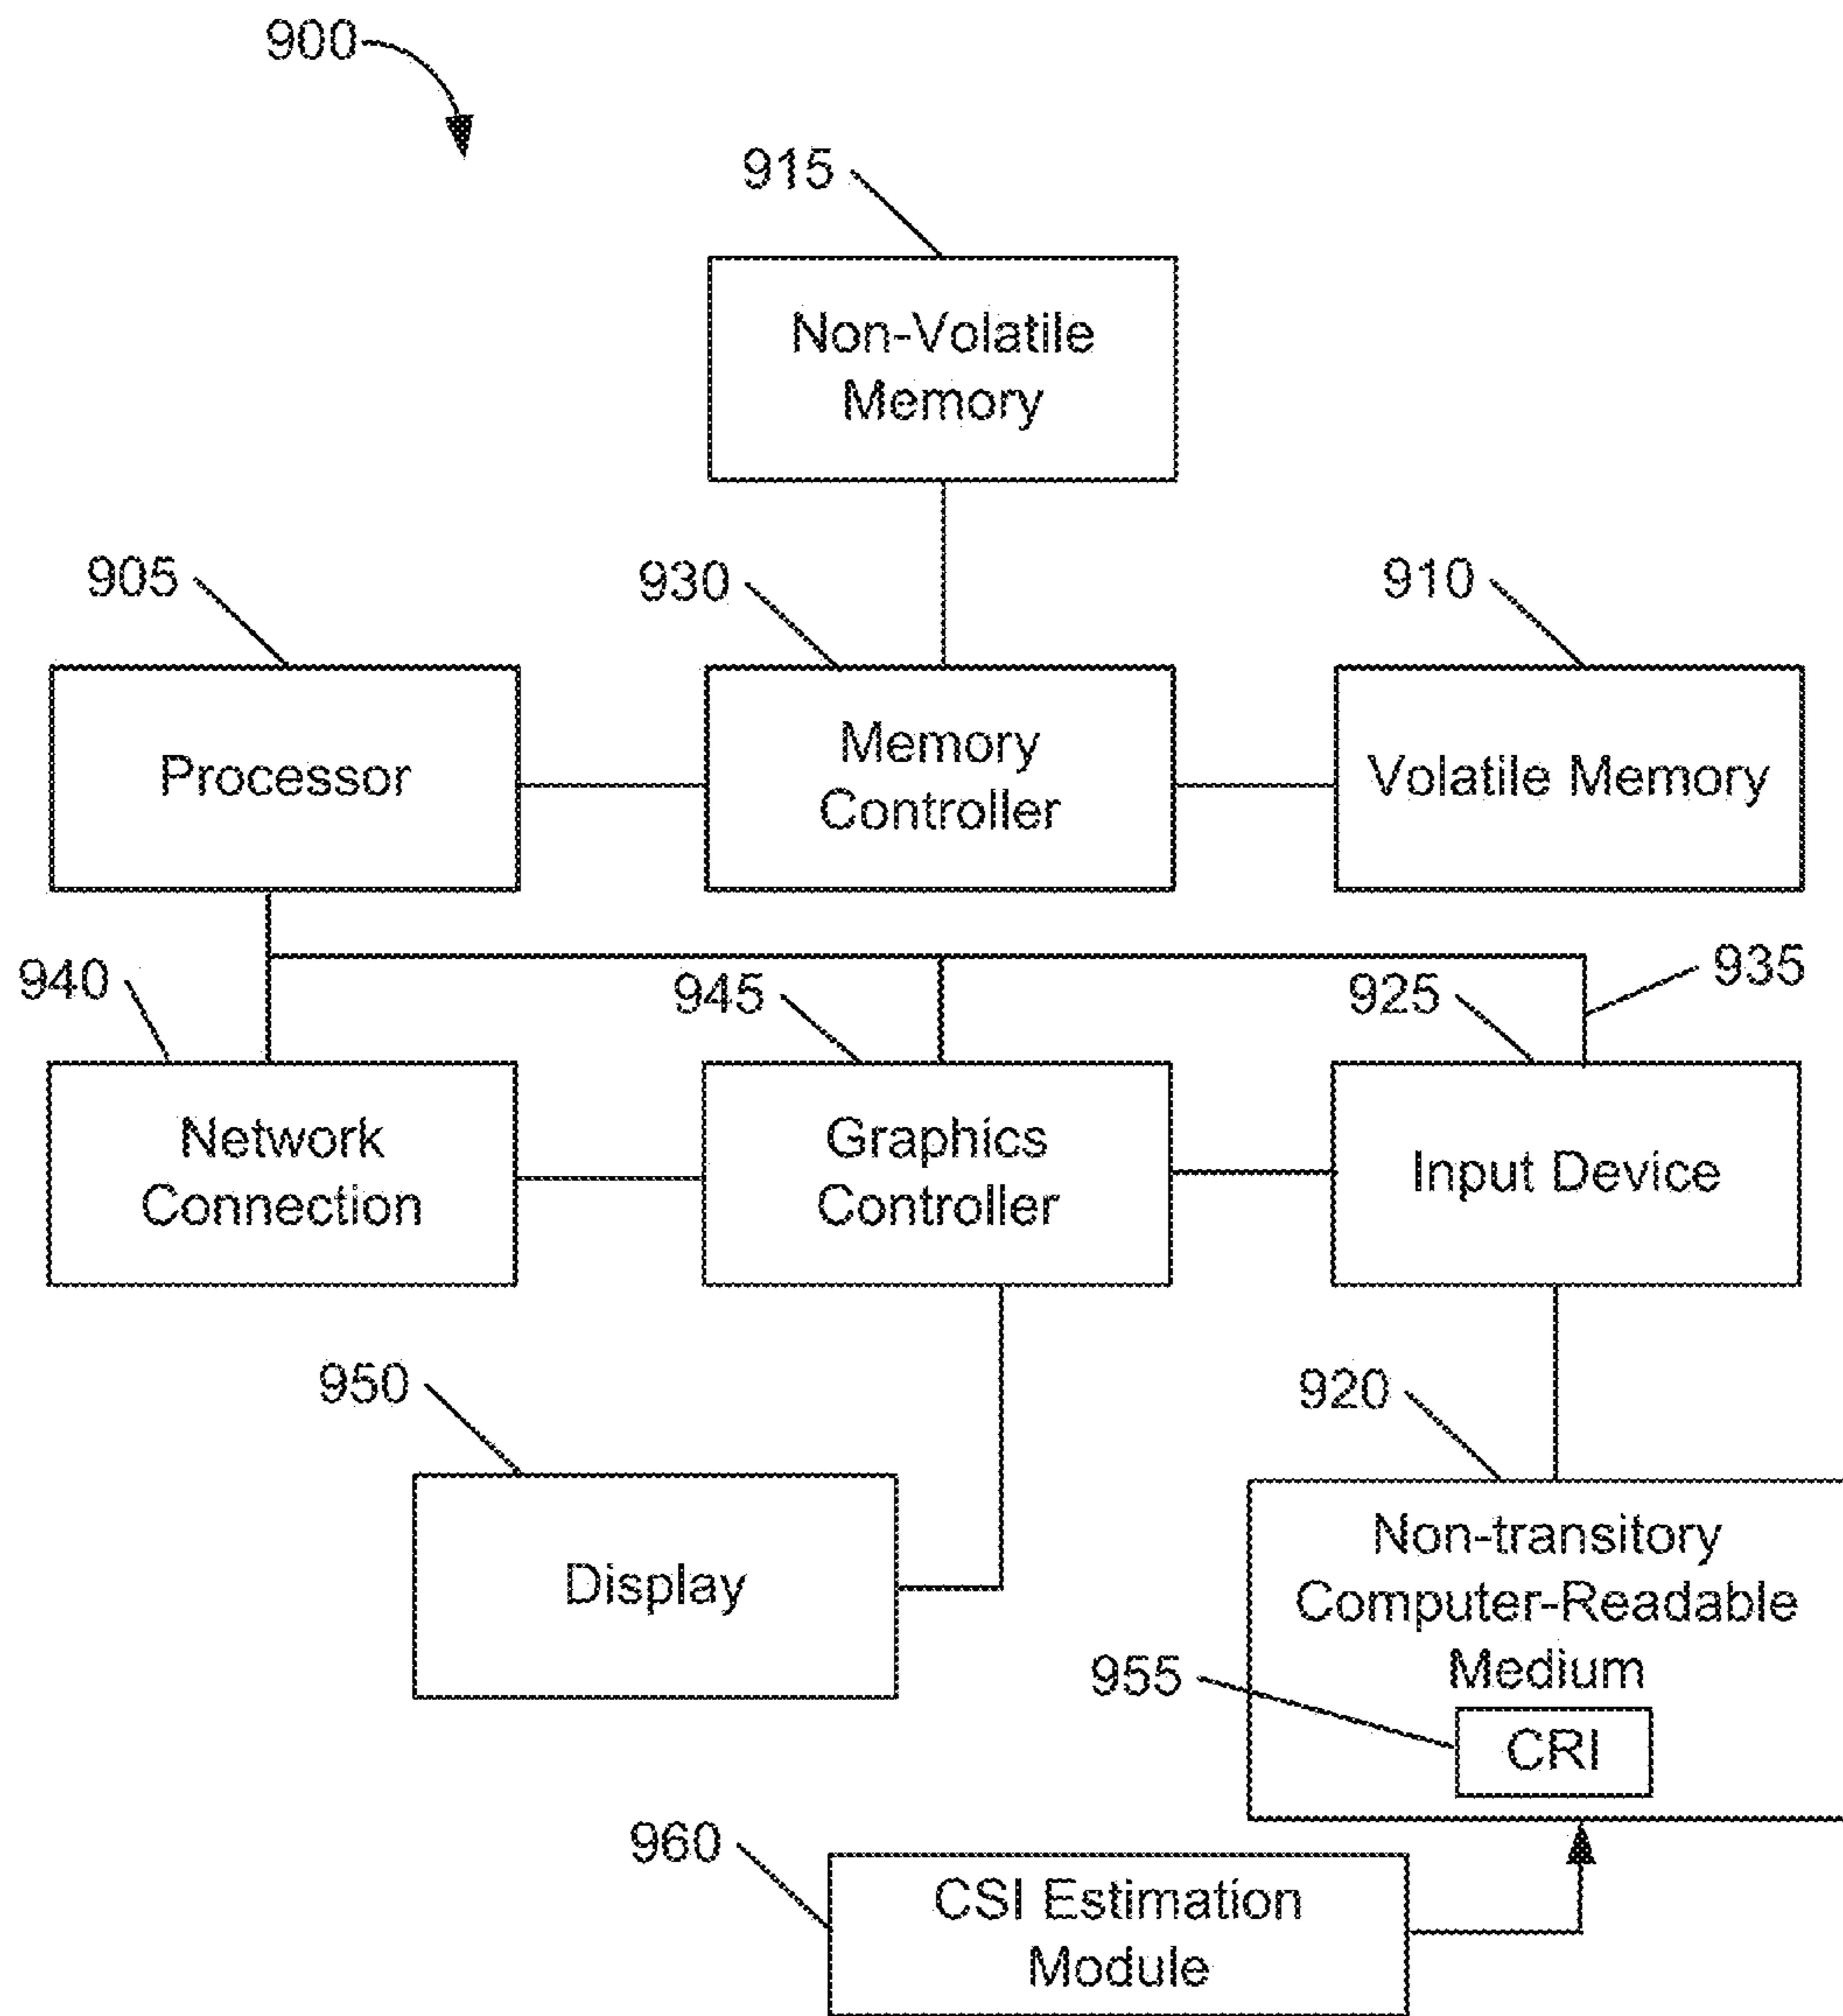 900
915
Non-Volatile
Memory
905
930
910
Processor
Memory
Controller
Volatile Memory
940
945
925
935
Network
Connection
Graphics
Controller
Input Device
950
920
Display
Non-transitory
Computer-Readable
Medium
955
CRI
960
CSI Estimation
Module